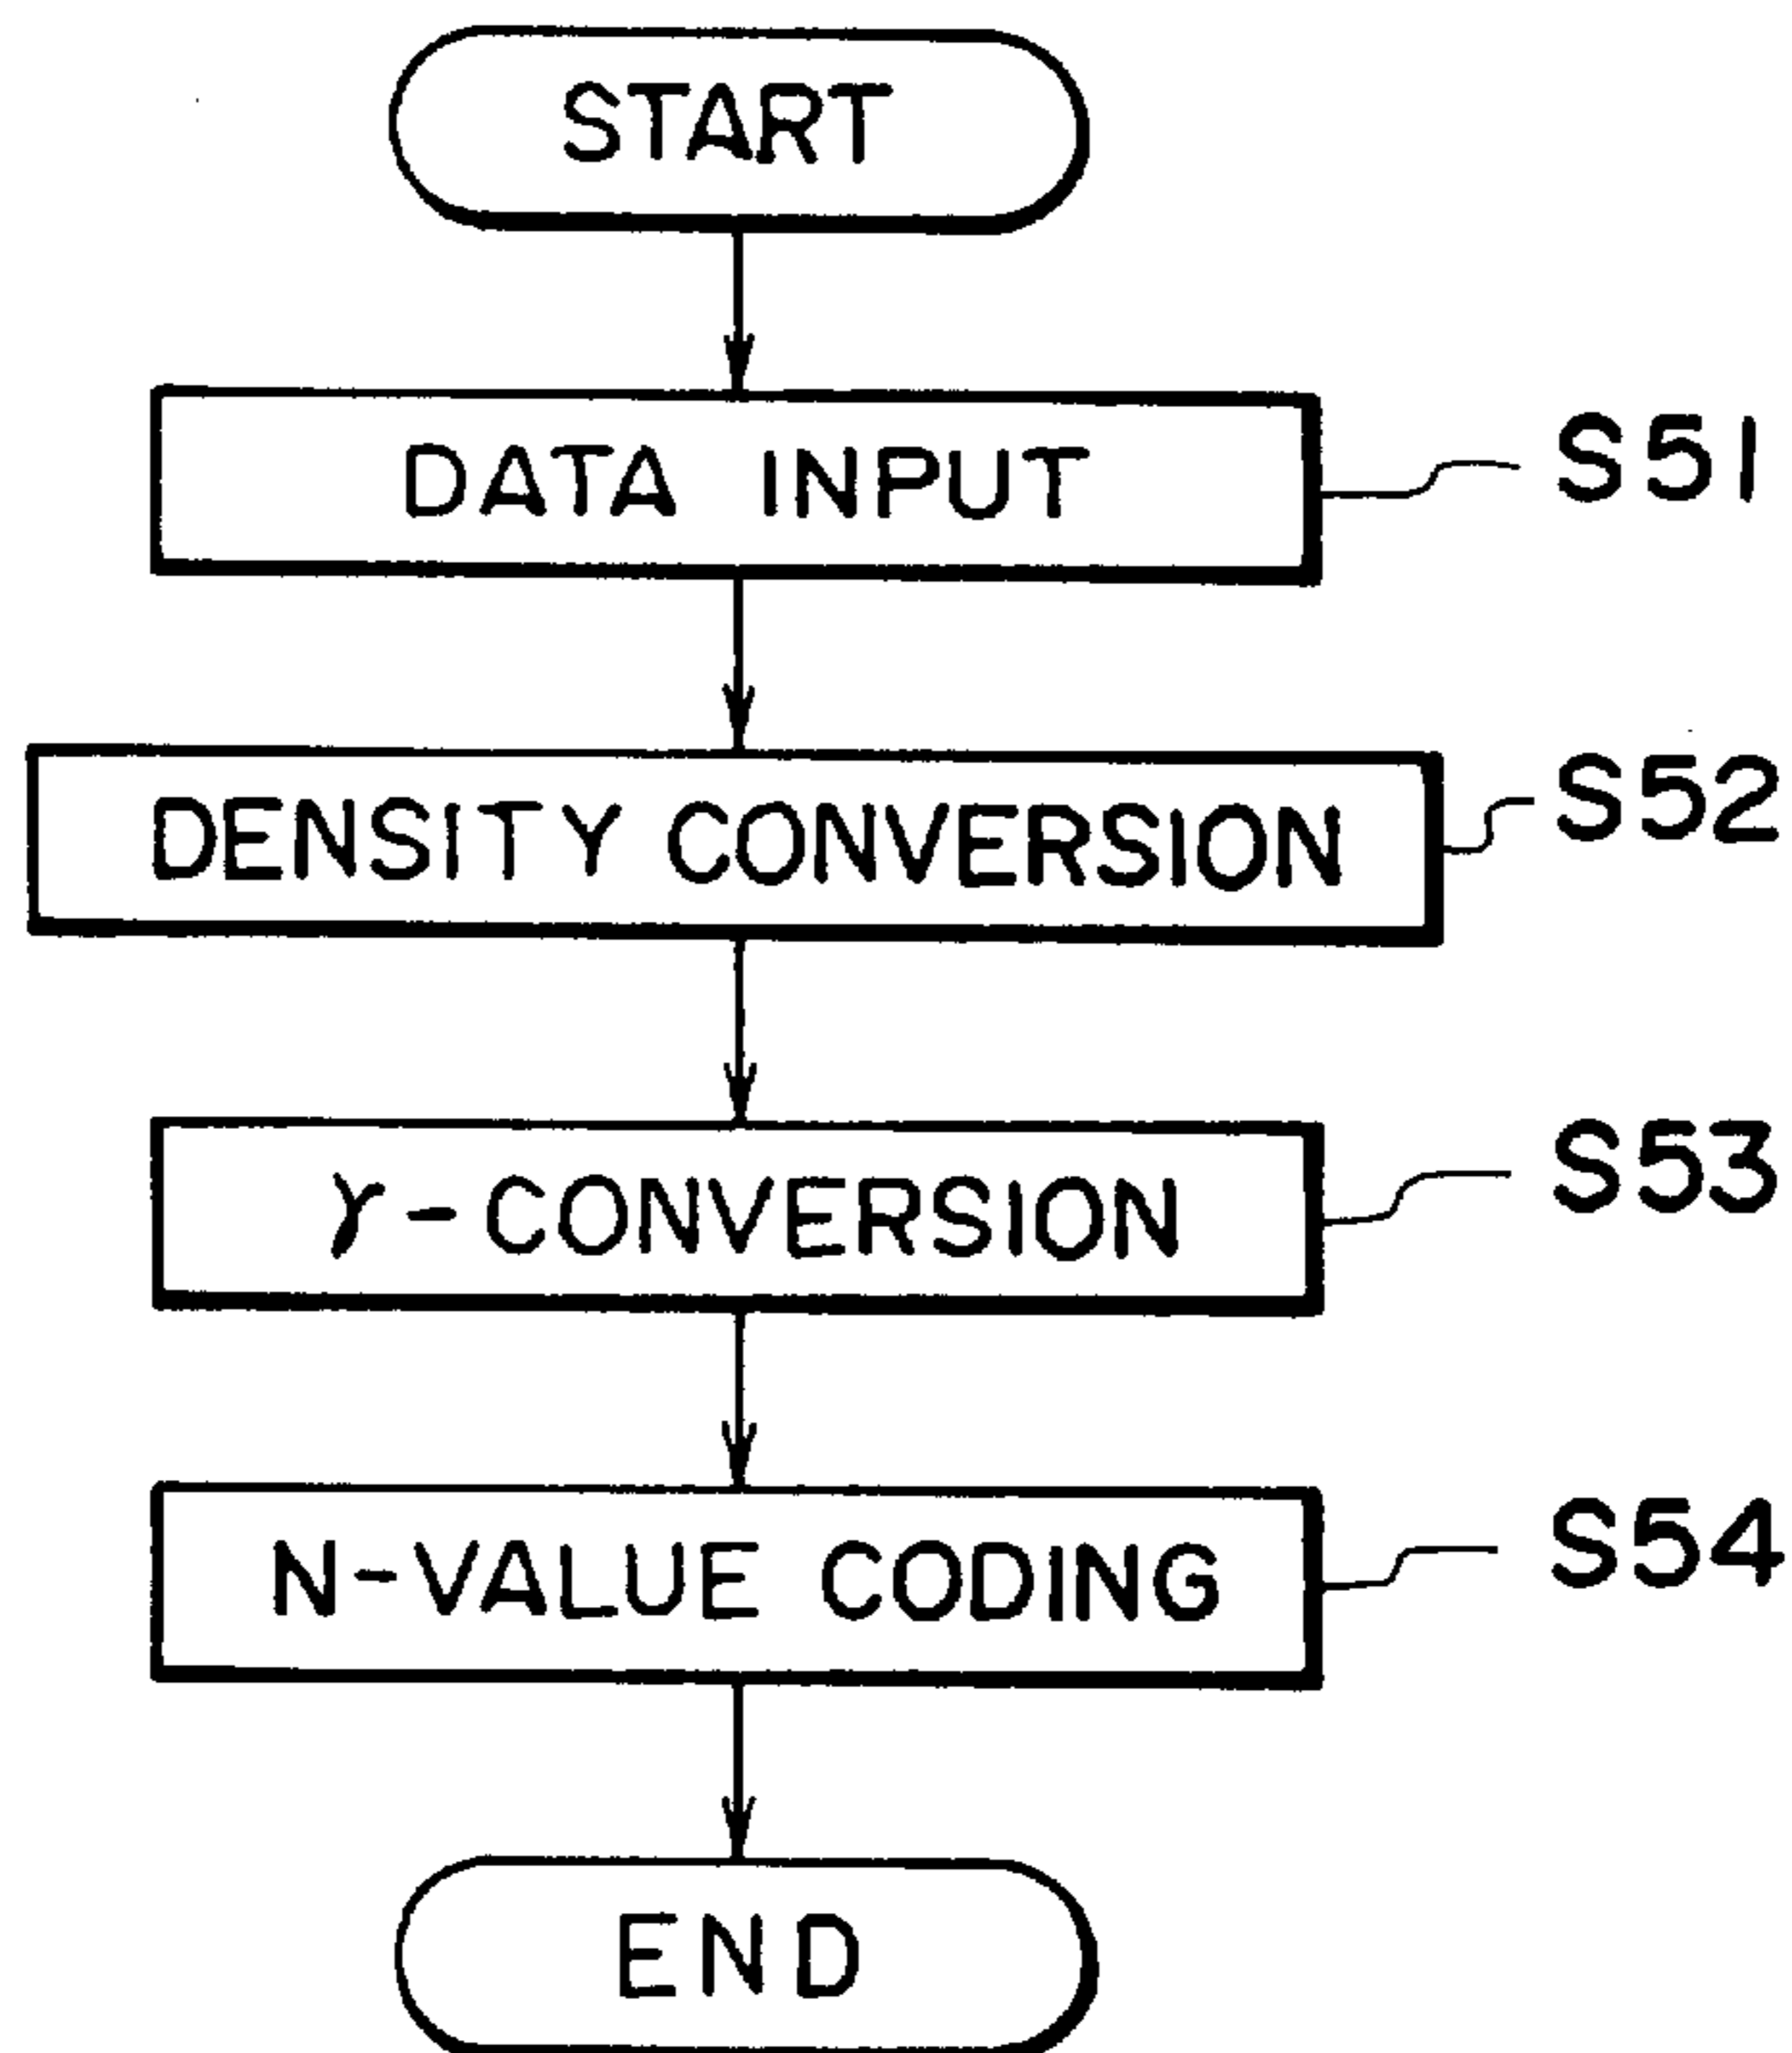 START
DATA INPUT
S51
DENSITY CONVERSION
S52
γ-CONVERSION
S53
N-VALUE CODING
S54
END